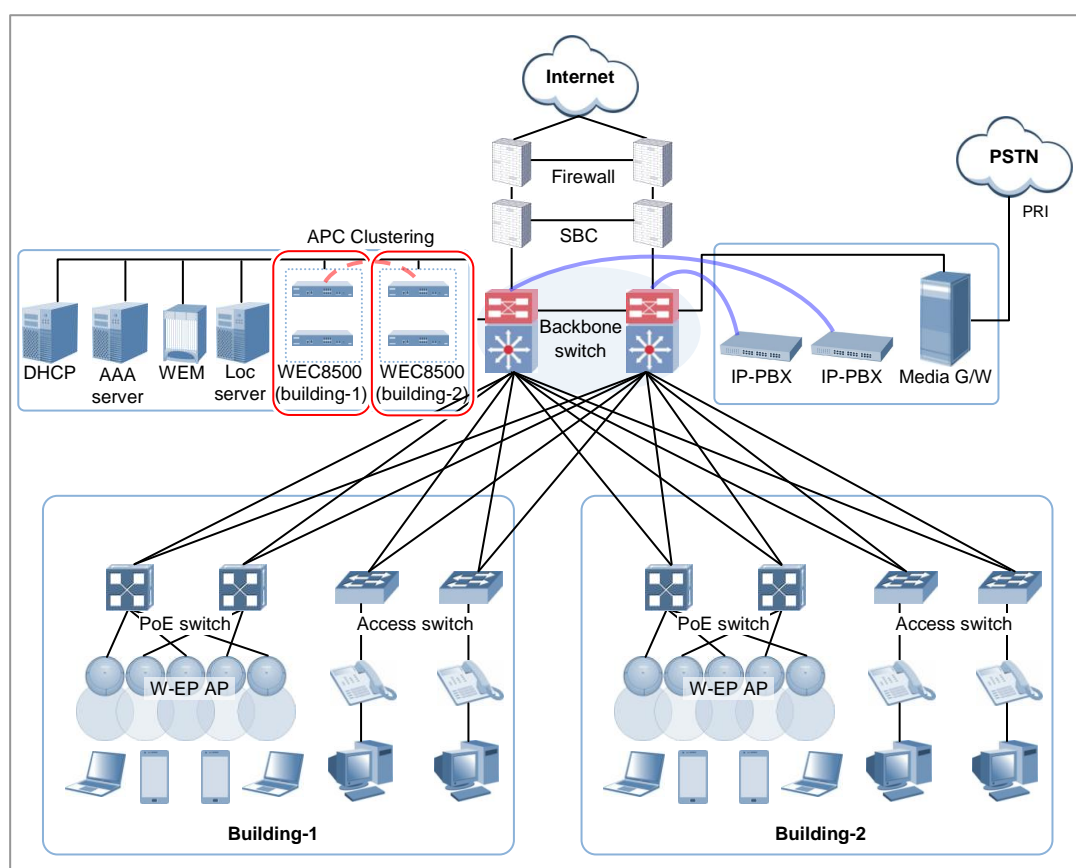 Internet
PSTN
Firewall
PRI
SBC
APC Clustering
Backbone
switch
DHCP
AAA
server
WEM
Loc
server
WEC8500
(building-1)
WEC8500
(building-2)
IP-PBX
IP-PBX
Media G/W
PoE switch
Access switch
PoE switch
Access switch
W-EP AP
W-EP AP
Building-1
Building-2